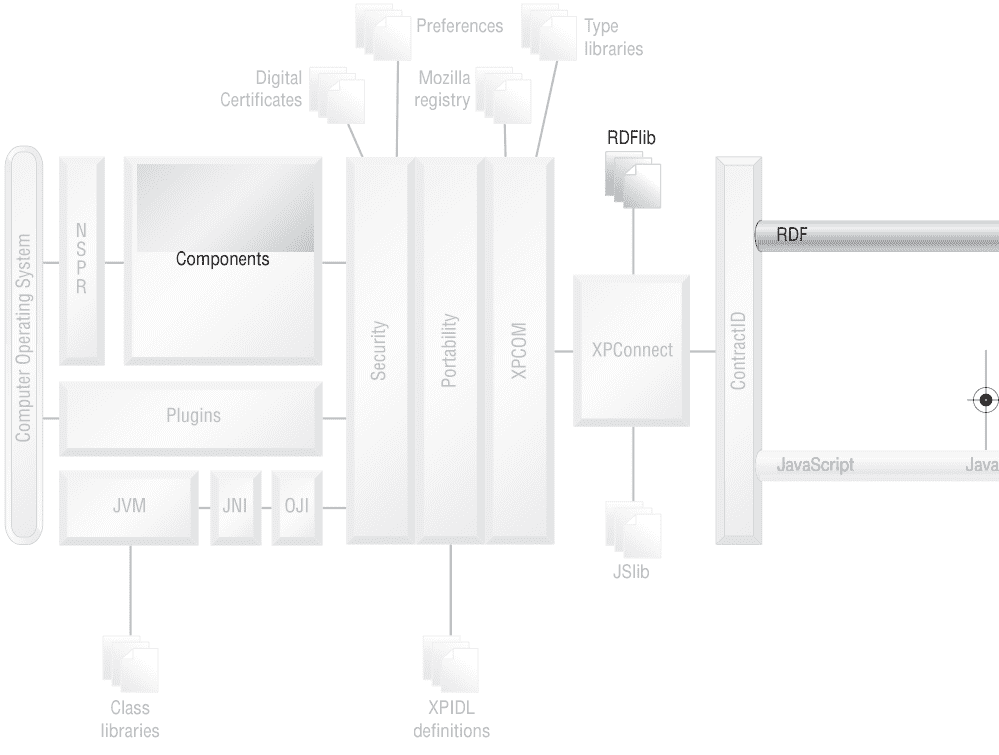 Preferences
Type
libraries
Digital
Certificates
Mozilla
registry
RDFlib
Computer Operating System
NSPR
Components
Security
Portability
XPCOM
XPConnect
ContractID
RDF
Plugins
JavaScript
Java
JVM
JNI
OJI
JSlib
Class
libraries
XPIDL
definitions